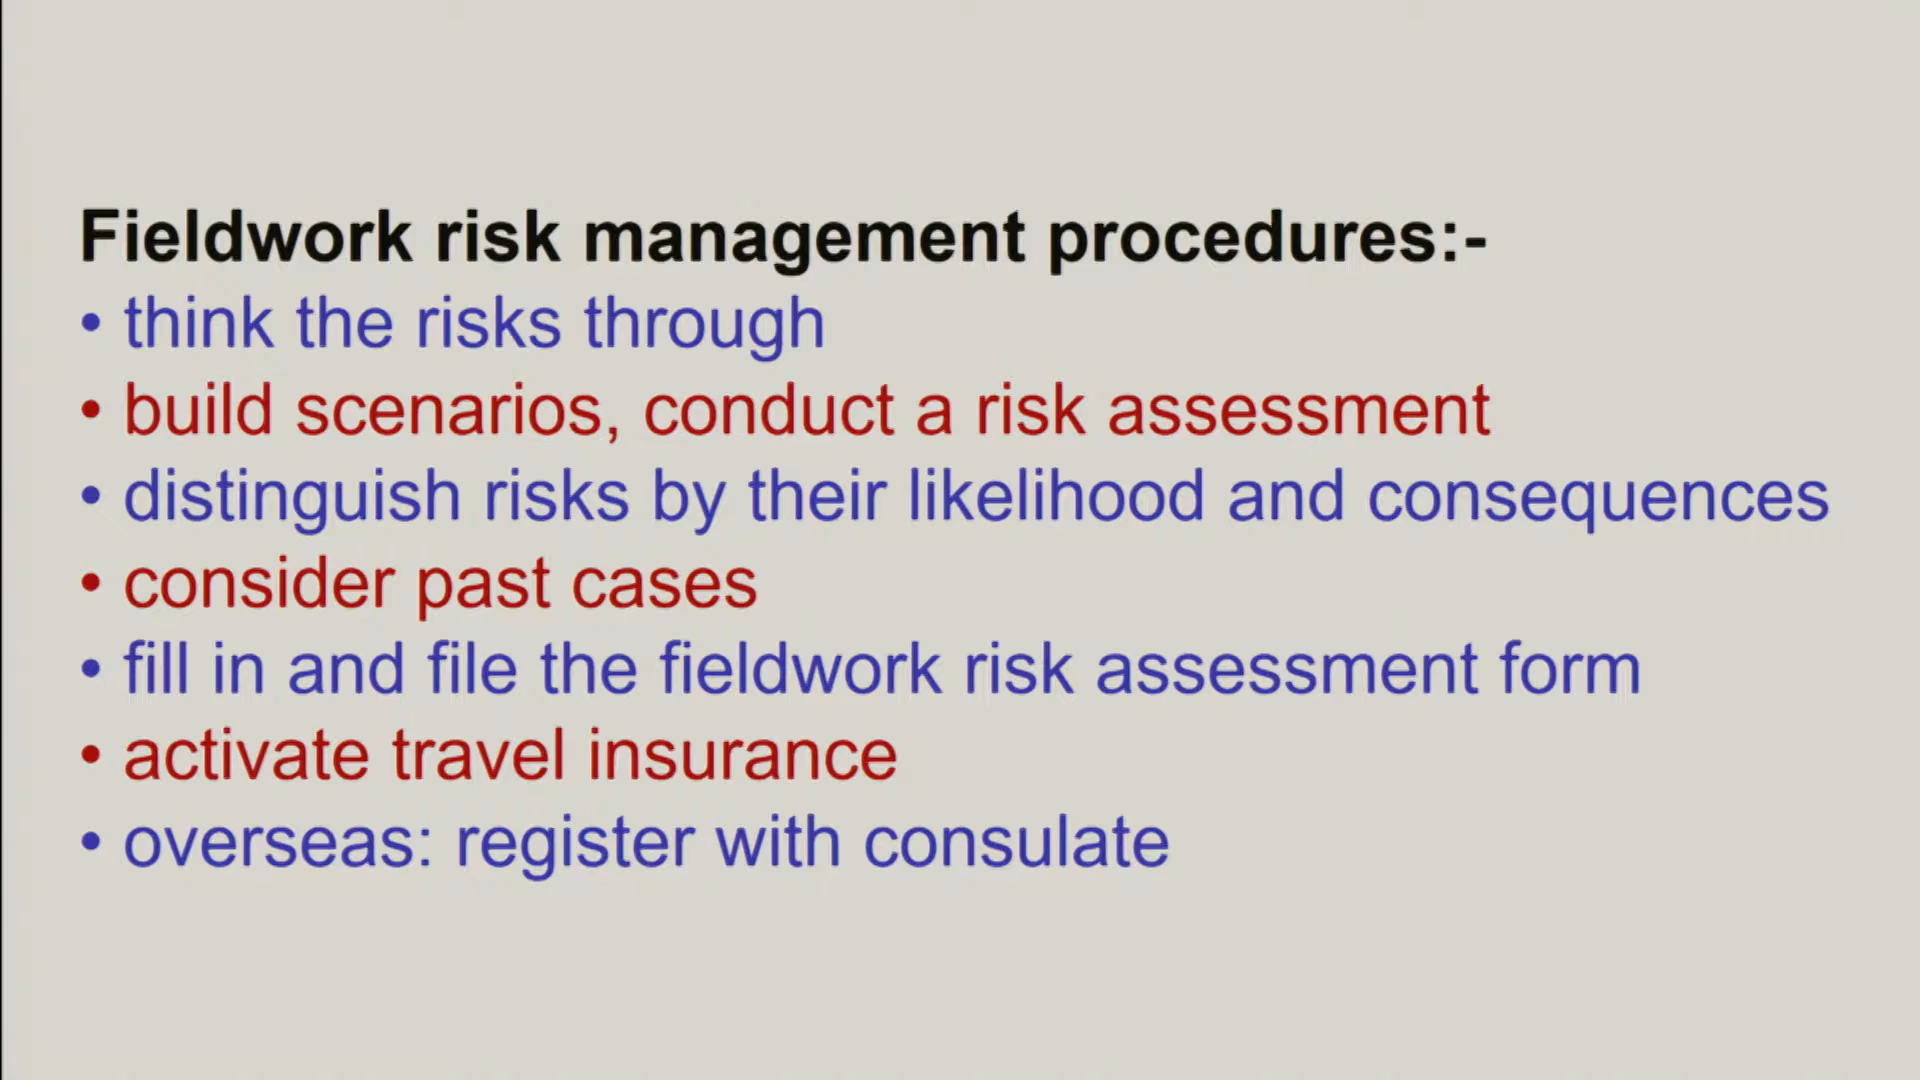 Fieldwork risk management procedures:-
• think the risks through
• build scenarios, conduct a risk assessment
• distinguish risks by their likelihood and consequences
• consider past cases
• fill in and file the fieldwork risk assessment form
• activate travel insurance
• overseas: register with consulate